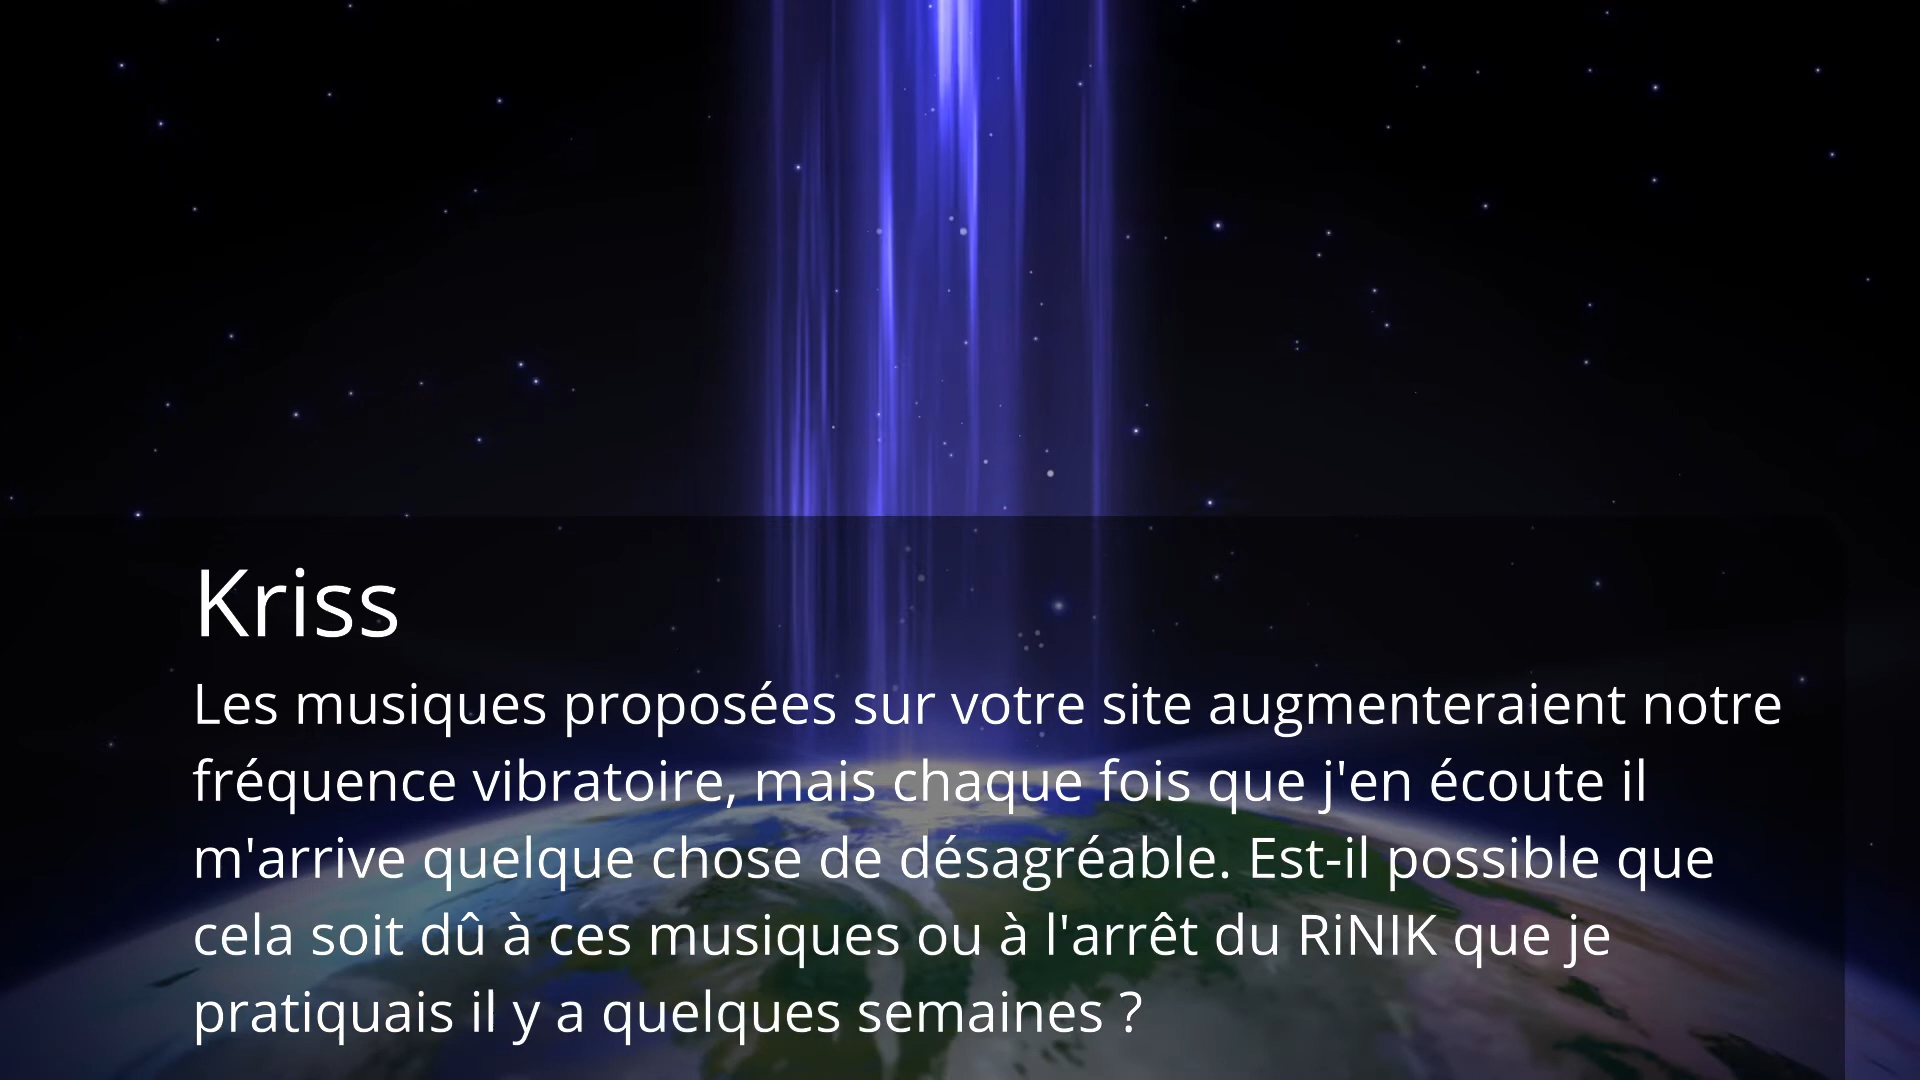 Kriss
Les musiques proposées sur votre site augmenteraient notre
fréquence vibratoire, mais chaque fois que j'en écoute il
m'arrive quelque chose de désagréable. Est-il possible que
cela soit dû à ces musiques ou à l'arrêt du RiNIK que je
pratiquais il y a quelques semaines ?